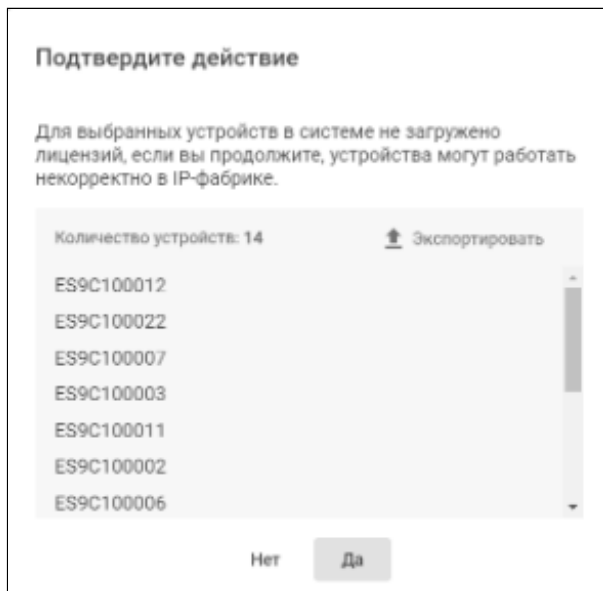 Подтвердите действие
Для выбранных устройств в системе не загружено
лицензий, если вы продолжите, устройства могут работать
некорректно в IP-фабрике.
Количество устройств: 14
Экспортировать
ES9C100012
ES9C100022
ES9C100007
ES9C100003
ES9C100011
ES9C100002
ES9C100006
Нет
Да